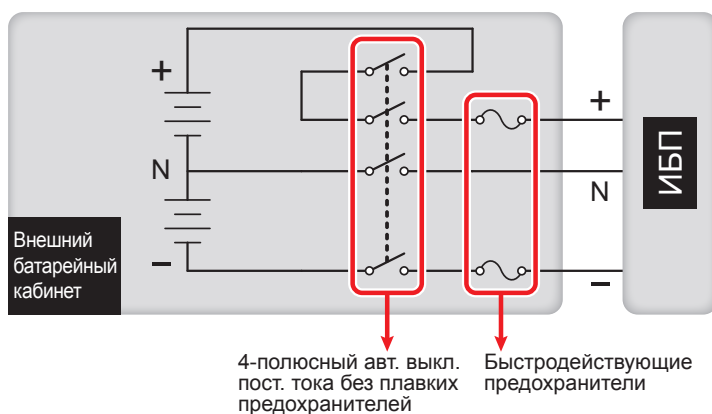 +
N
−
Внешний
батарейный
кабинет
+
N
−
ИБП
4-полюсный авт. выкл.
пост. тока без плавких
предохранителей
Быстродействующие
предохранители